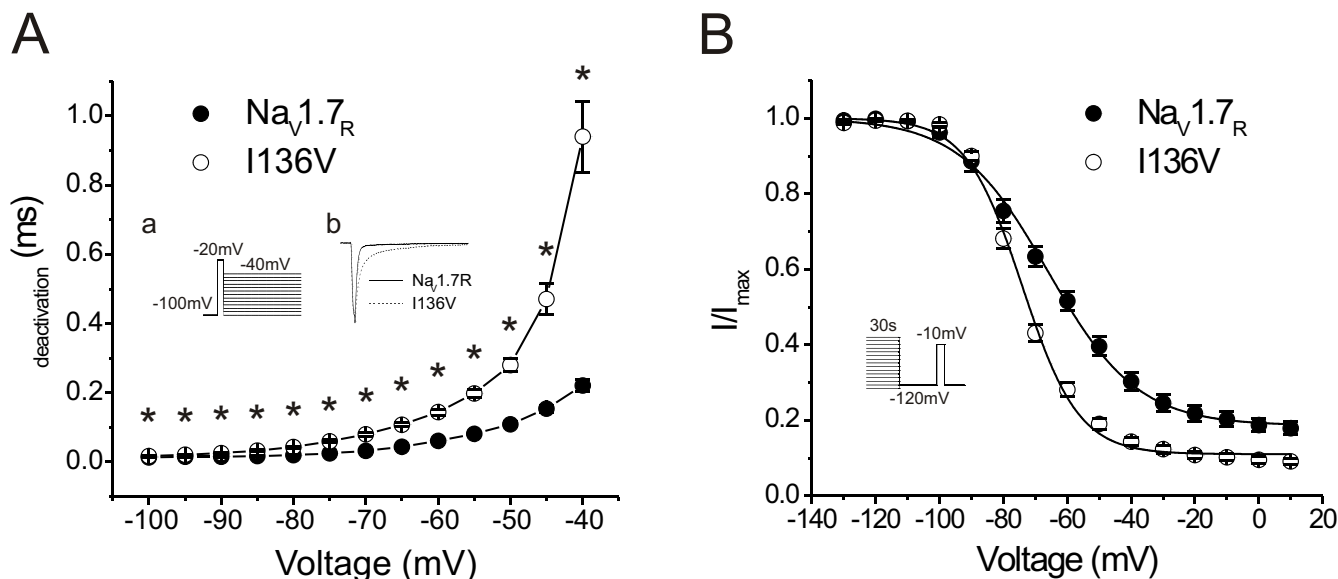 A
deactivation (ms)
1.0
0.8
0.6
0.4
0.2
0.0
* * * * * * * * * * * * *
NaV1.7R
I136V
a
-20mV
-40mV
-100mV
b
NaV1.7R
I136V
-100 -90 -80 -70 -60 -50 -40
Voltage (mV)
B
I/Imax
1.0
0.8
0.6
0.4
0.2
0.0
NaV1.7R
I136V
30s
-10mV
-120mV
-140 -120 -100 -80 -60 -40 -20 0 20
Voltage (mV)